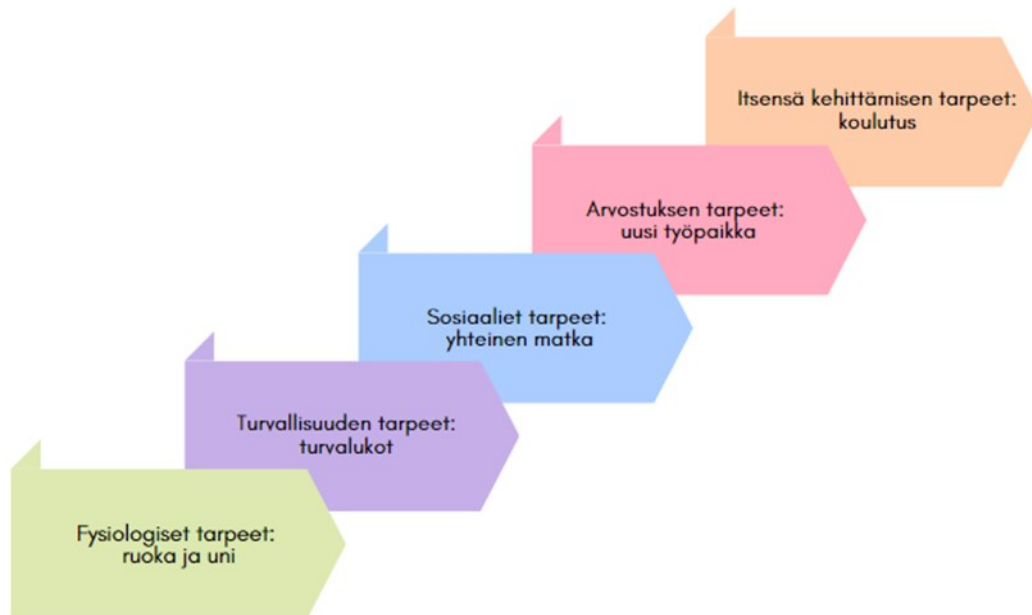 Itsensä kehittämisen tarpeet:
koulutus
Arvostuksen tarpeet:
uusi työpaikka
Sosiaaliet tarpeet:
yhteinen matka
Turvallisuuden tarpeet:
turvalukot
Fysiologiset tarpeet:
ruoka ja uni